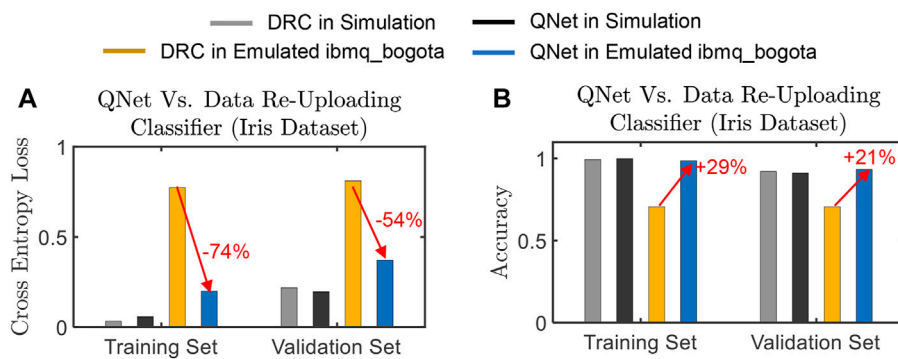 DRC in Simulation
QNet in Simulation
DRC in Emulated ibmq_bogota
QNet in Emulated ibmq_bogota
A
QNet Vs. Data Re-Uploading
Classifier (Iris Dataset)
Cross Entropy Loss
1
0.5
0
-74%
-54%
Training Set
Validation Set
B
QNet Vs. Data Re-Uploading
Classifier (Iris Dataset)
Accuracy
1
0.5
0
+29%
+21%
Training Set
Validation Set